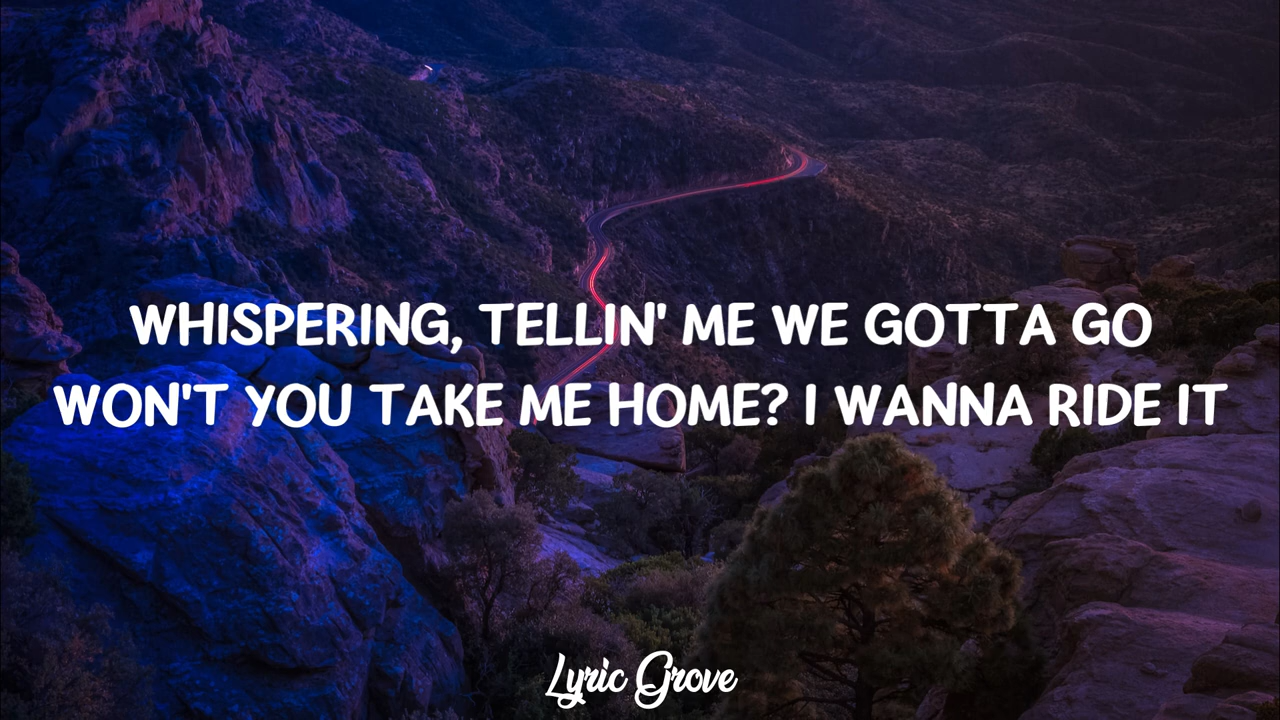 WHISPERING, TELLIN' ME WE GOTTA GO
WON'T YOU TAKE ME HOME? I WANNA RIDE IT
Lyric Grove